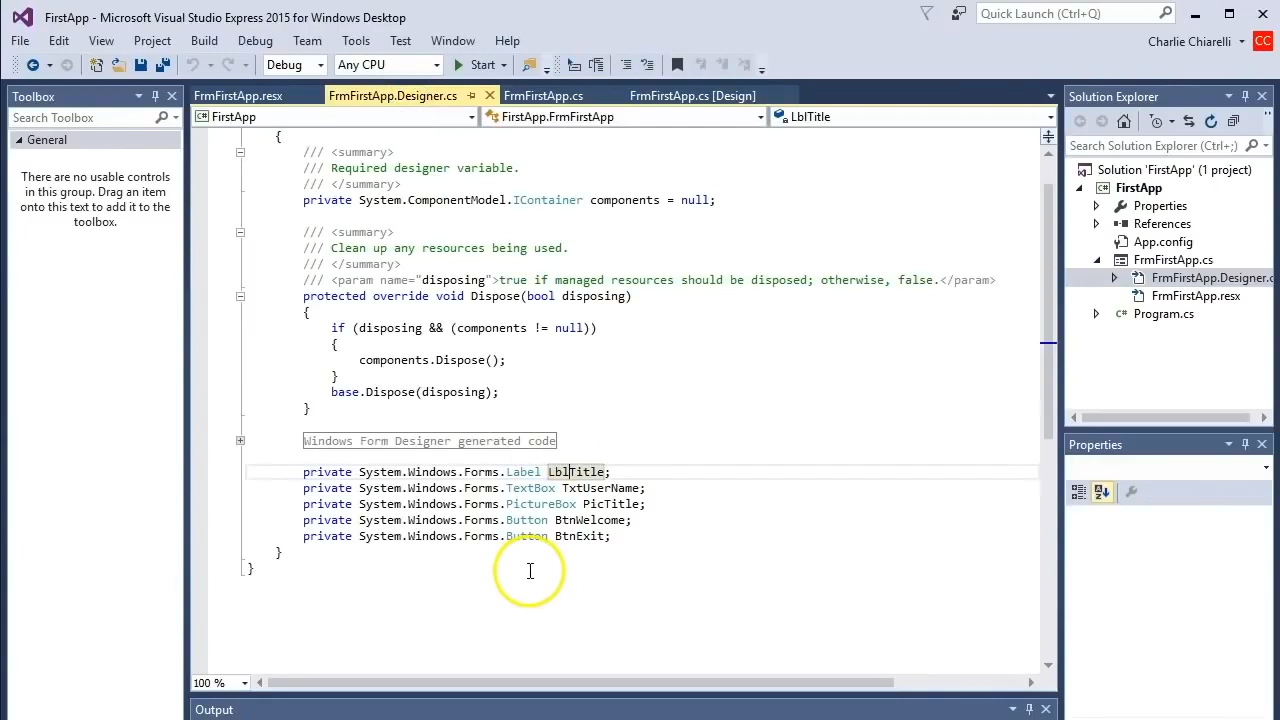 FirstApp - Microsoft Visual Studio Express 2015 for Windows Desktop
Quick Launch (Ctrl+Q)
File Edit View Project Build Debug Team Tools Test Window Help
Charlie Chiarelli CC
Debug Any CPU Start
Toolbox
Search Toolbox
General
There are no usable controls
in this group. Drag an item
onto this text to add it to the
toolbox.
FrmFirstApp.resx FrmFirstApp.Designer.cs FrmFirstApp.cs FrmFirstApp.cs [Design]
FirstApp FirstApp.FrmFirstApp LblTitle
{
/// <summary>
/// Required designer variable.
/// </summary>
private System.ComponentModel.IContainer components = null;
/// <summary>
/// Clean up any resources being used.
/// </summary>
/// <param name="disposing">true if managed resources should be disposed; otherwise, false.</param>
protected override void Dispose(bool disposing)
{
if (disposing && (components != null))
{
components.Dispose();
}
base.Dispose(disposing);
}
Windows Form Designer generated code
private System.Windows.Forms.Label LblTitle;
private System.Windows.Forms.TextBox TxtUserName;
private System.Windows.Forms.PictureBox PicTitle;
private System.Windows.Forms.Button BtnWelcome;
private System.Windows.Forms.Button BtnExit;
}
}
100 %
Output
Solution Explorer
Search Solution Explorer (Ctrl+;)
Solution 'FirstApp' (1 project)
FirstApp
Properties
References
App.config
FrmFirstApp.cs
FrmFirstApp.Designer.c
FrmFirstApp.resx
Program.cs
Properties